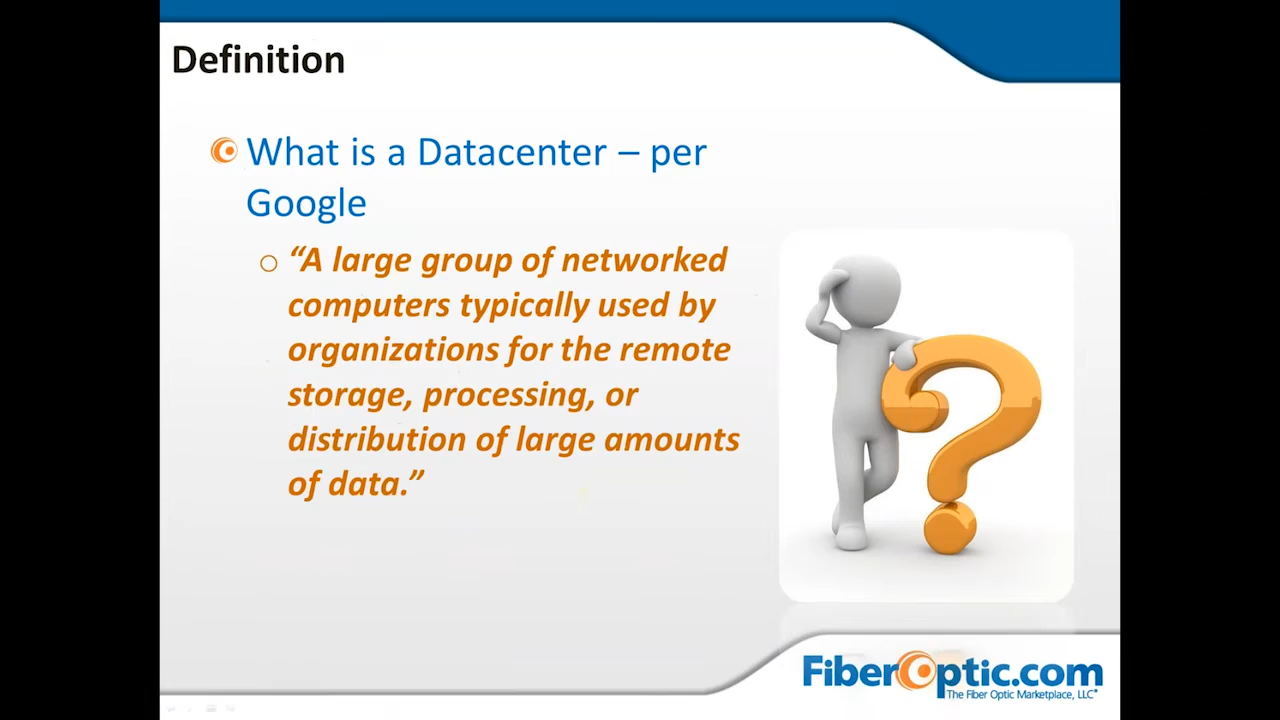 Definition
What is a Datacenter – per
Google
“A large group of networked
computers typically used by
organizations for the remote
storage, processing, or
distribution of large amounts
of data.”
FiberOptic.com
The Fiber Optic Marketplace, LLC®